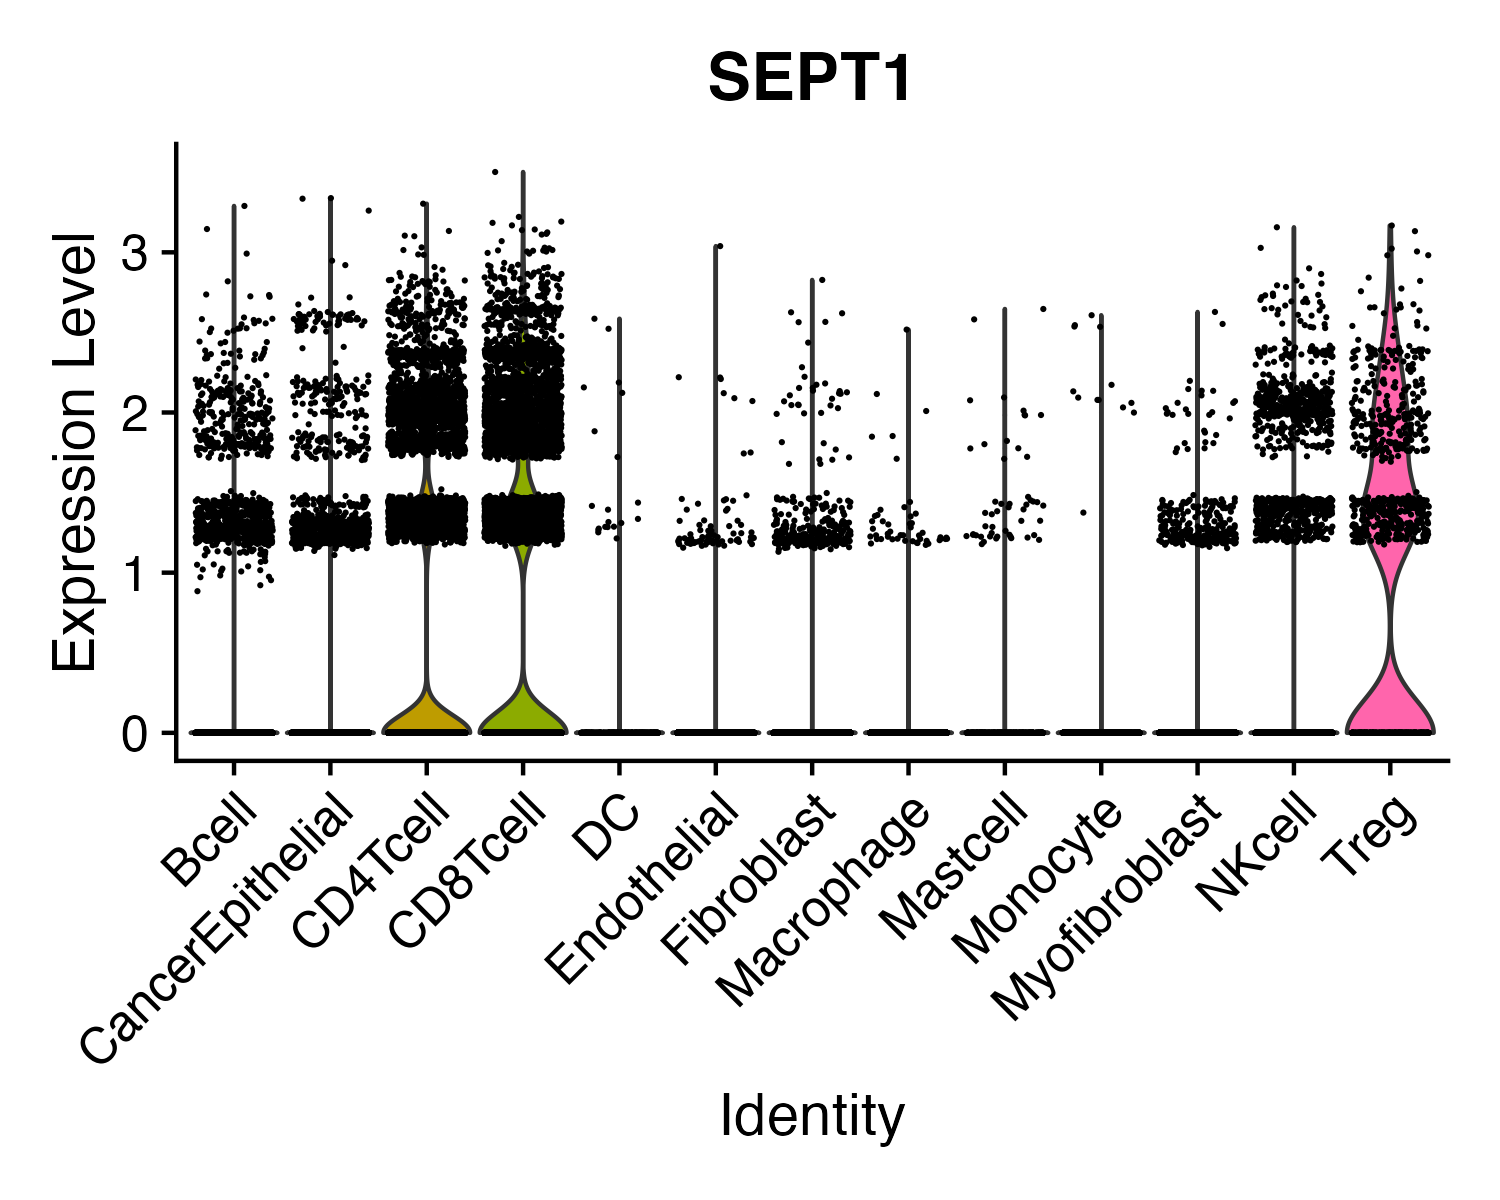 SEPT1
Expression Level
3
2
1
0
Bcell
CancerEpithelial
CD4Tcell
CD8Tcell
DC
Endothelial
Fibroblast
Macrophage
Mastcell
Monocyte
Myofibroblast
NKcell
Treg
Identity